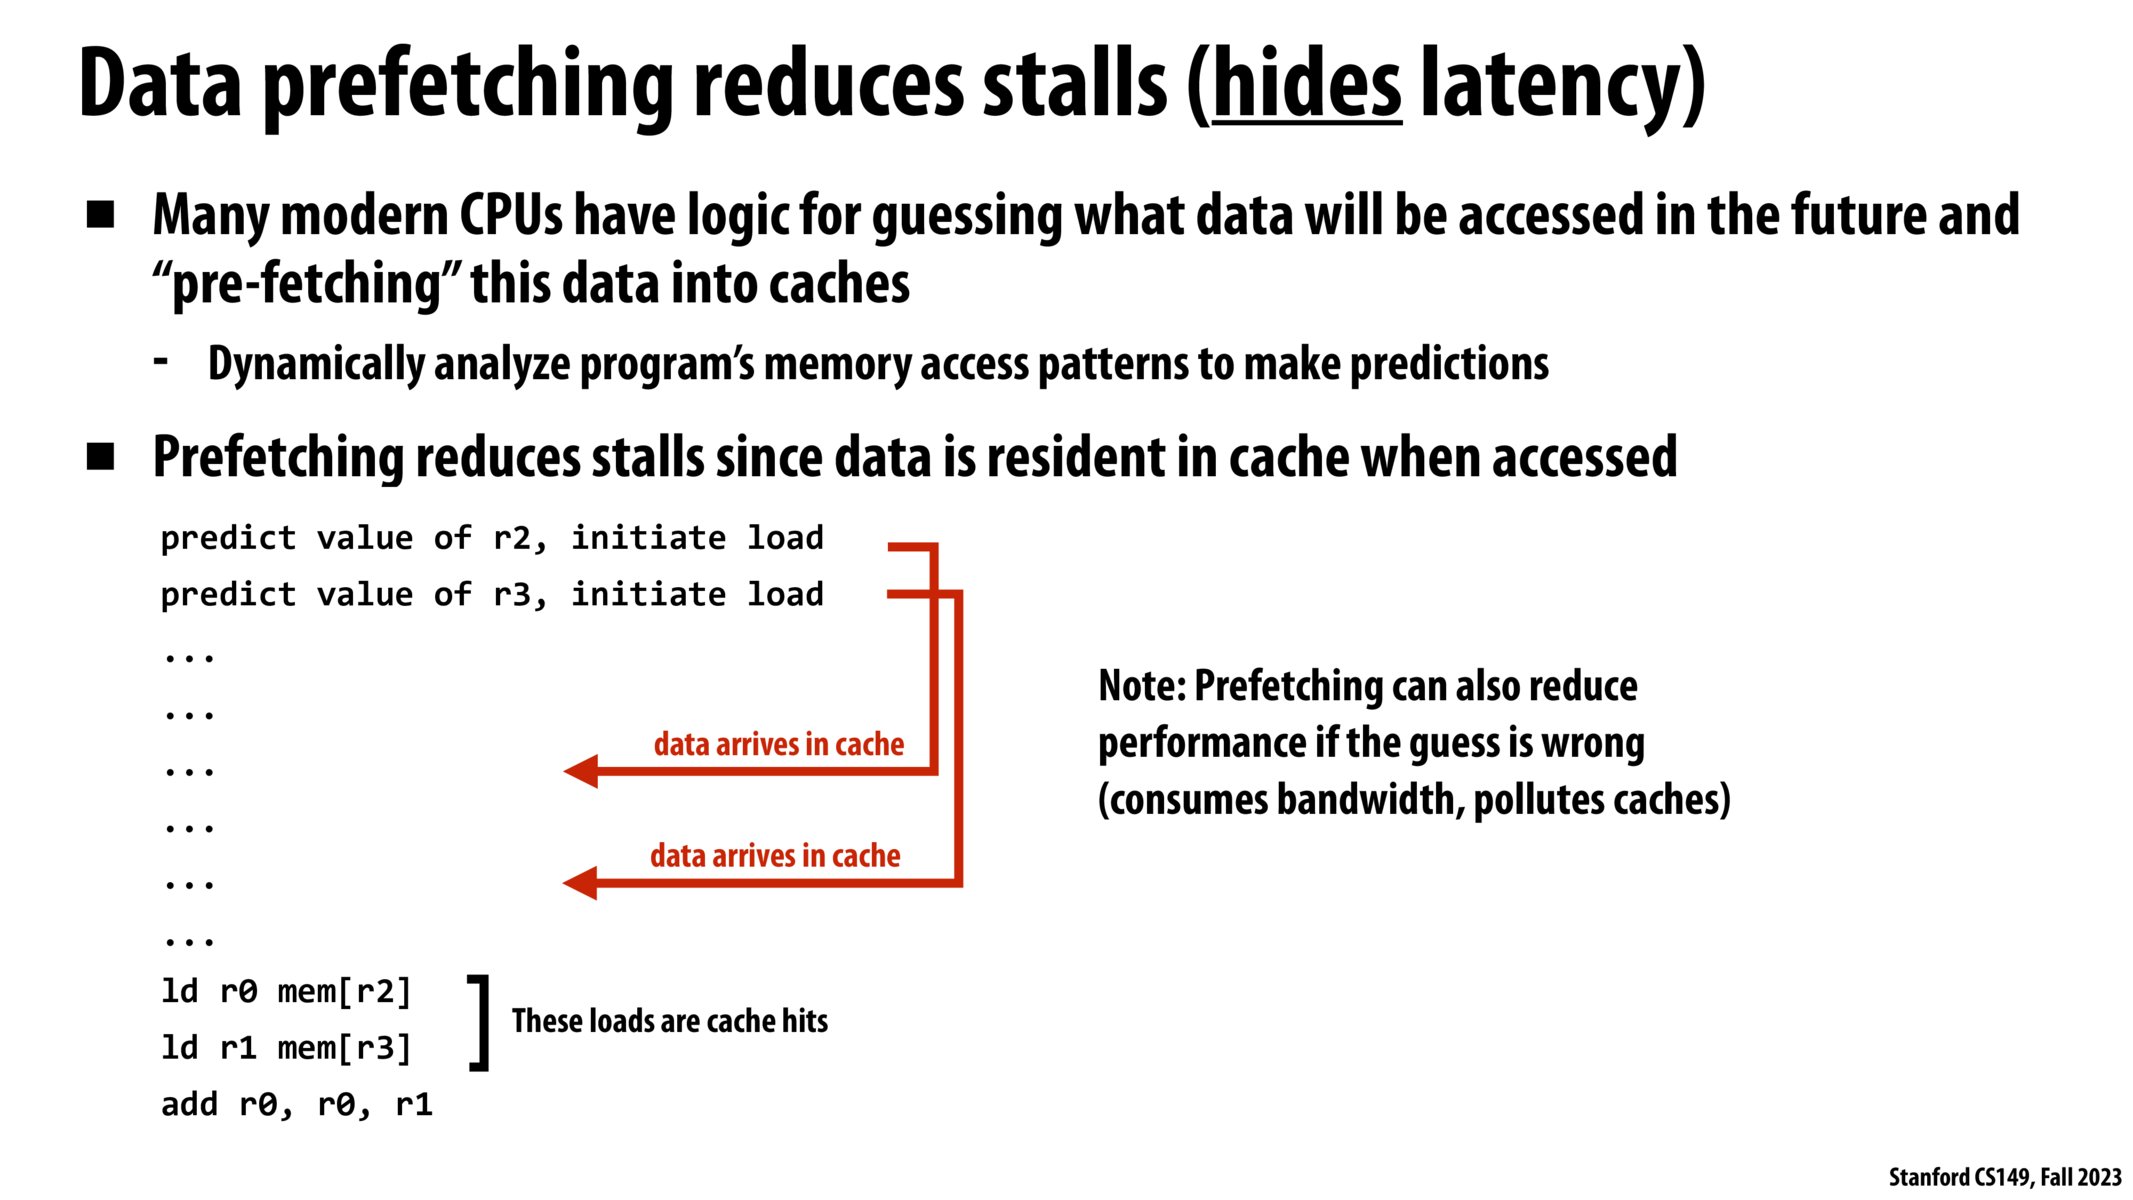 Data prefetching reduces stalls (hides latency)
■ Many modern CPUs have logic for guessing what data will be accessed in the future and
“pre-fetching” this data into caches
- Dynamically analyze program’s memory access patterns to make predictions
■ Prefetching reduces stalls since data is resident in cache when accessed
predict value of r2, initiate load
predict value of r3, initiate load
...
...
...
data arrives in cache
...
...
data arrives in cache
...
ld r0 mem[r2]
ld r1 mem[r3]
These loads are cache hits
add r0, r0, r1
Note: Prefetching can also reduce
performance if the guess is wrong
(consumes bandwidth, pollutes caches)
Stanford CS149, Fall 2023